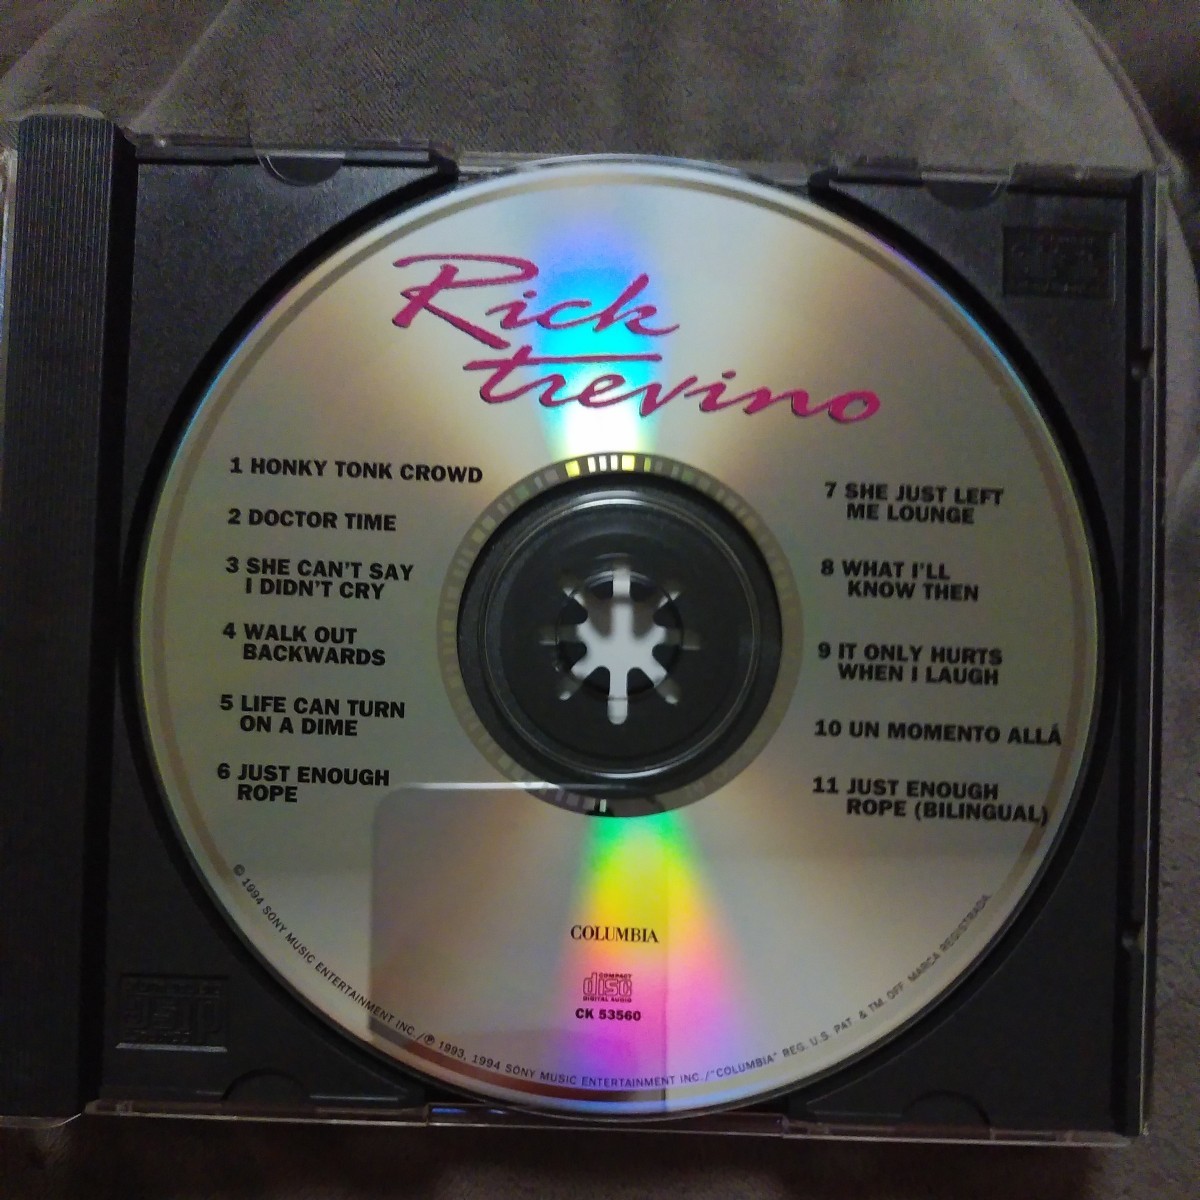 Rick
trevino
1 HONKY TONK CROWD
2 DOCTOR TIME
3 SHE CAN'T SAY
I DIDN'T CRY
4 WALK OUT
BACKWARDS
5 LIFE CAN TURN
ON A DIME
6 JUST ENOUGH
ROPE
7 SHE JUST LEFT
ME LOUNGE
8 WHAT I'LL
KNOW THEN
9 IT ONLY HURTS
WHEN I LAUGH
10 UN MOMENTO ALLÁ
11 JUST ENOUGH
ROPE (BILINGUAL)
COLUMBIA
COMPACT
disc
DIGITAL AUDIO
CK 53560
© 1994 SONY MUSIC ENTERTAINMENT INC./℗ 1993, 1994 SONY MUSIC ENTERTAINMENT INC./"COLUMBIA" REG. U.S. PAT. & TM. OFF. MARCA REGISTRADA.